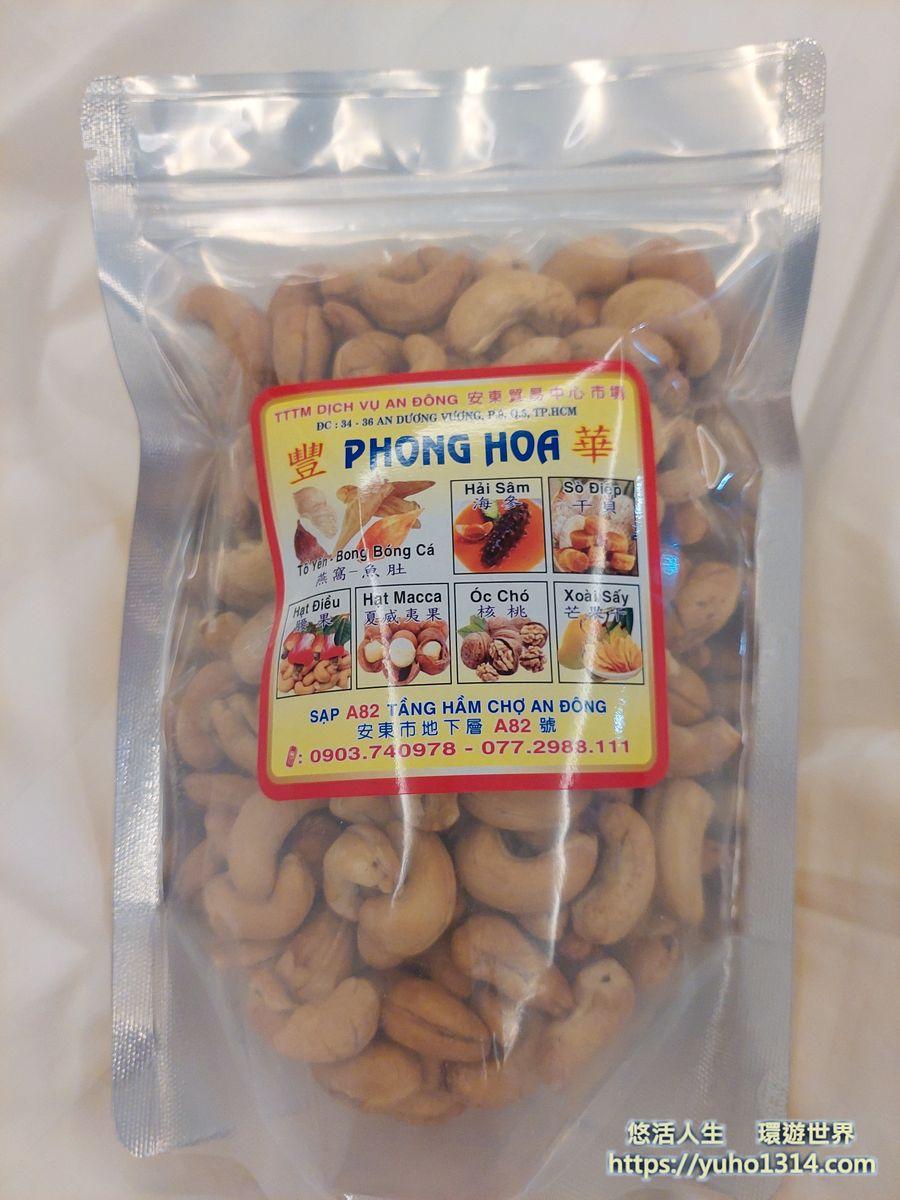 TTTM DỊCH VỤ AN ĐÔNG 安東貿易中心市場
ĐC : 34 - 36 AN DƯƠNG VƯƠNG, P.9, Q.5, TP.HCM
豐 PHONG HOA 華
Tổ Yến - Bong Bóng Cá
燕窩－魚肚
Hải Sâm
海參
Sò Điệp
干貝
Hạt Điều
腰果
Hạt Macca
夏威夷果
Óc Chó
核桃
Xoài Sấy
芒果干
SẠP A82 TẦNG HẦM CHỢ AN ĐÔNG
安東市地下層 A82 號
: 0903.740978 - 077.2988.111
悠活人生 環遊世界
https://yuho1314.com